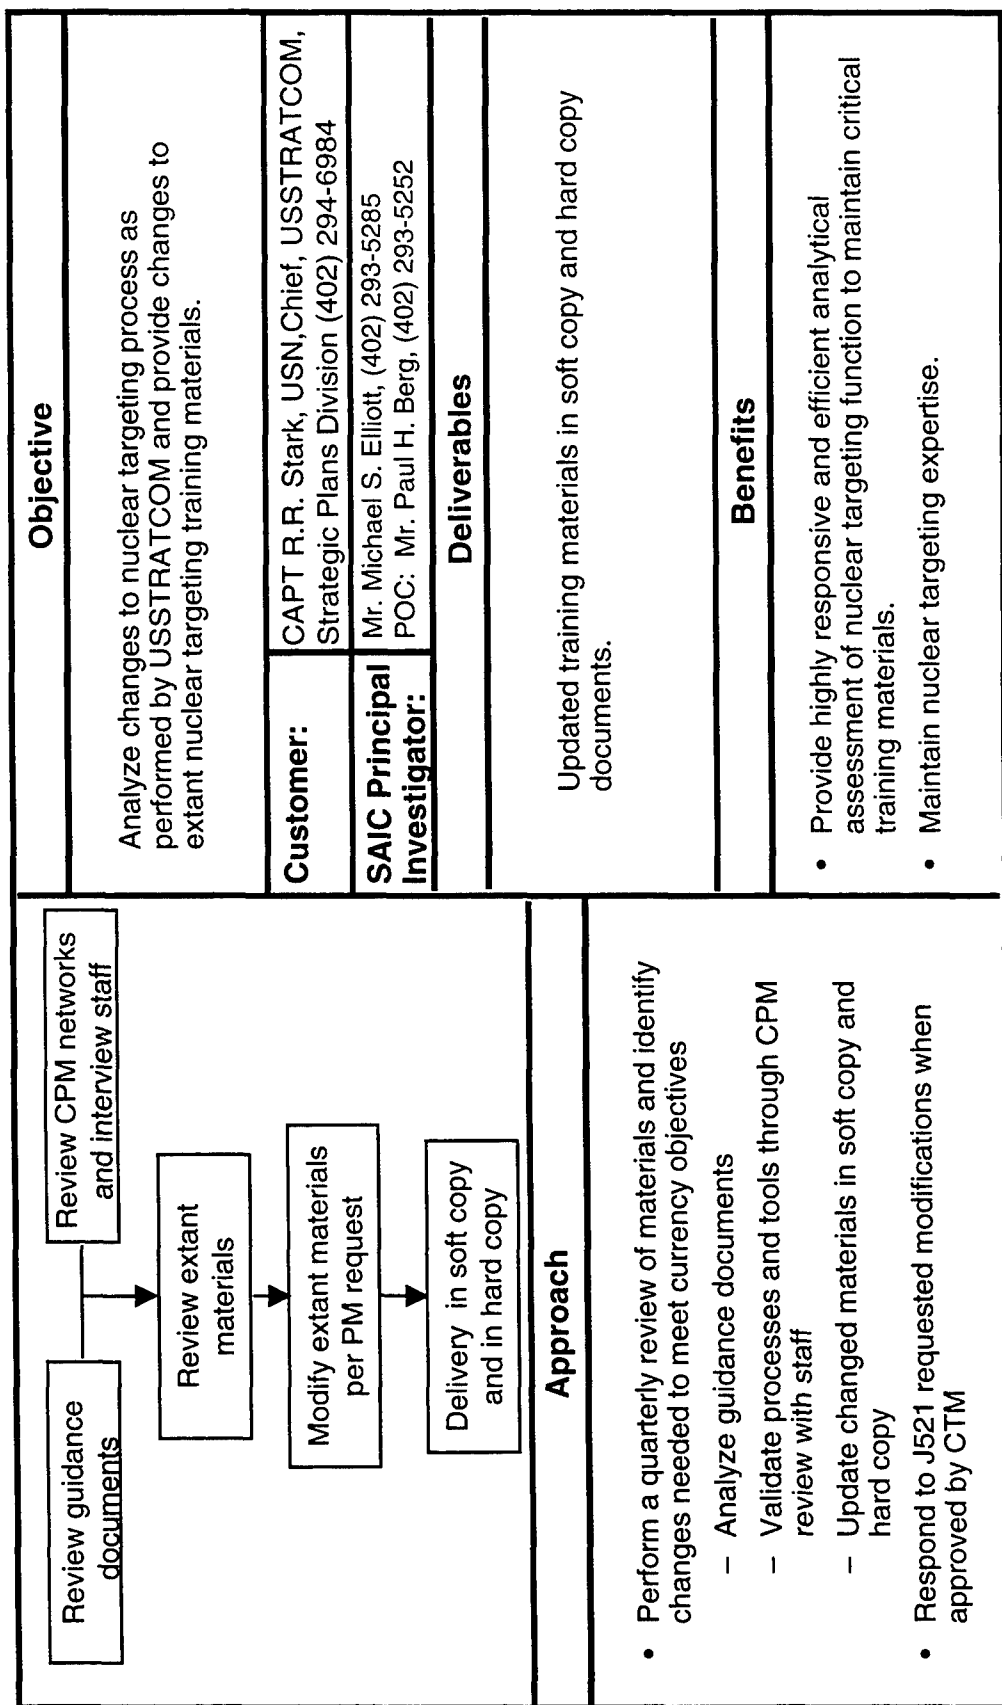 Review guidance
documents
Review CPM networks
and interview staff
Review extant
materials
Modify extant materials
per PM request
Delivery in soft copy
and in hard copy
Approach
• Perform a quarterly review of materials and identify
changes needed to meet currency objectives
– Analyze guidance documents
– Validate processes and tools through CPM
review with staff
– Update changed materials in soft copy and
hard copy
• Respond to J521 requested modifications when
approved by CTM
Objective
Analyze changes to nuclear targeting process as
performed by USSTRATCOM and provide changes to
extant nuclear targeting training materials.
Customer:
CAPT R.R. Stark, USN,Chief, USSTRATCOM,
Strategic Plans Division (402) 294-6984
SAIC Principal
Investigator:
Mr. Michael S. Elliott, (402) 293-5285
POC: Mr. Paul H. Berg, (402) 293-5252
Deliverables
Updated training materials in soft copy and hard copy
documents.
Benefits
• Provide highly responsive and efficient analytical
assessment of nuclear targeting function to maintain critical
training materials.
• Maintain nuclear targeting expertise.